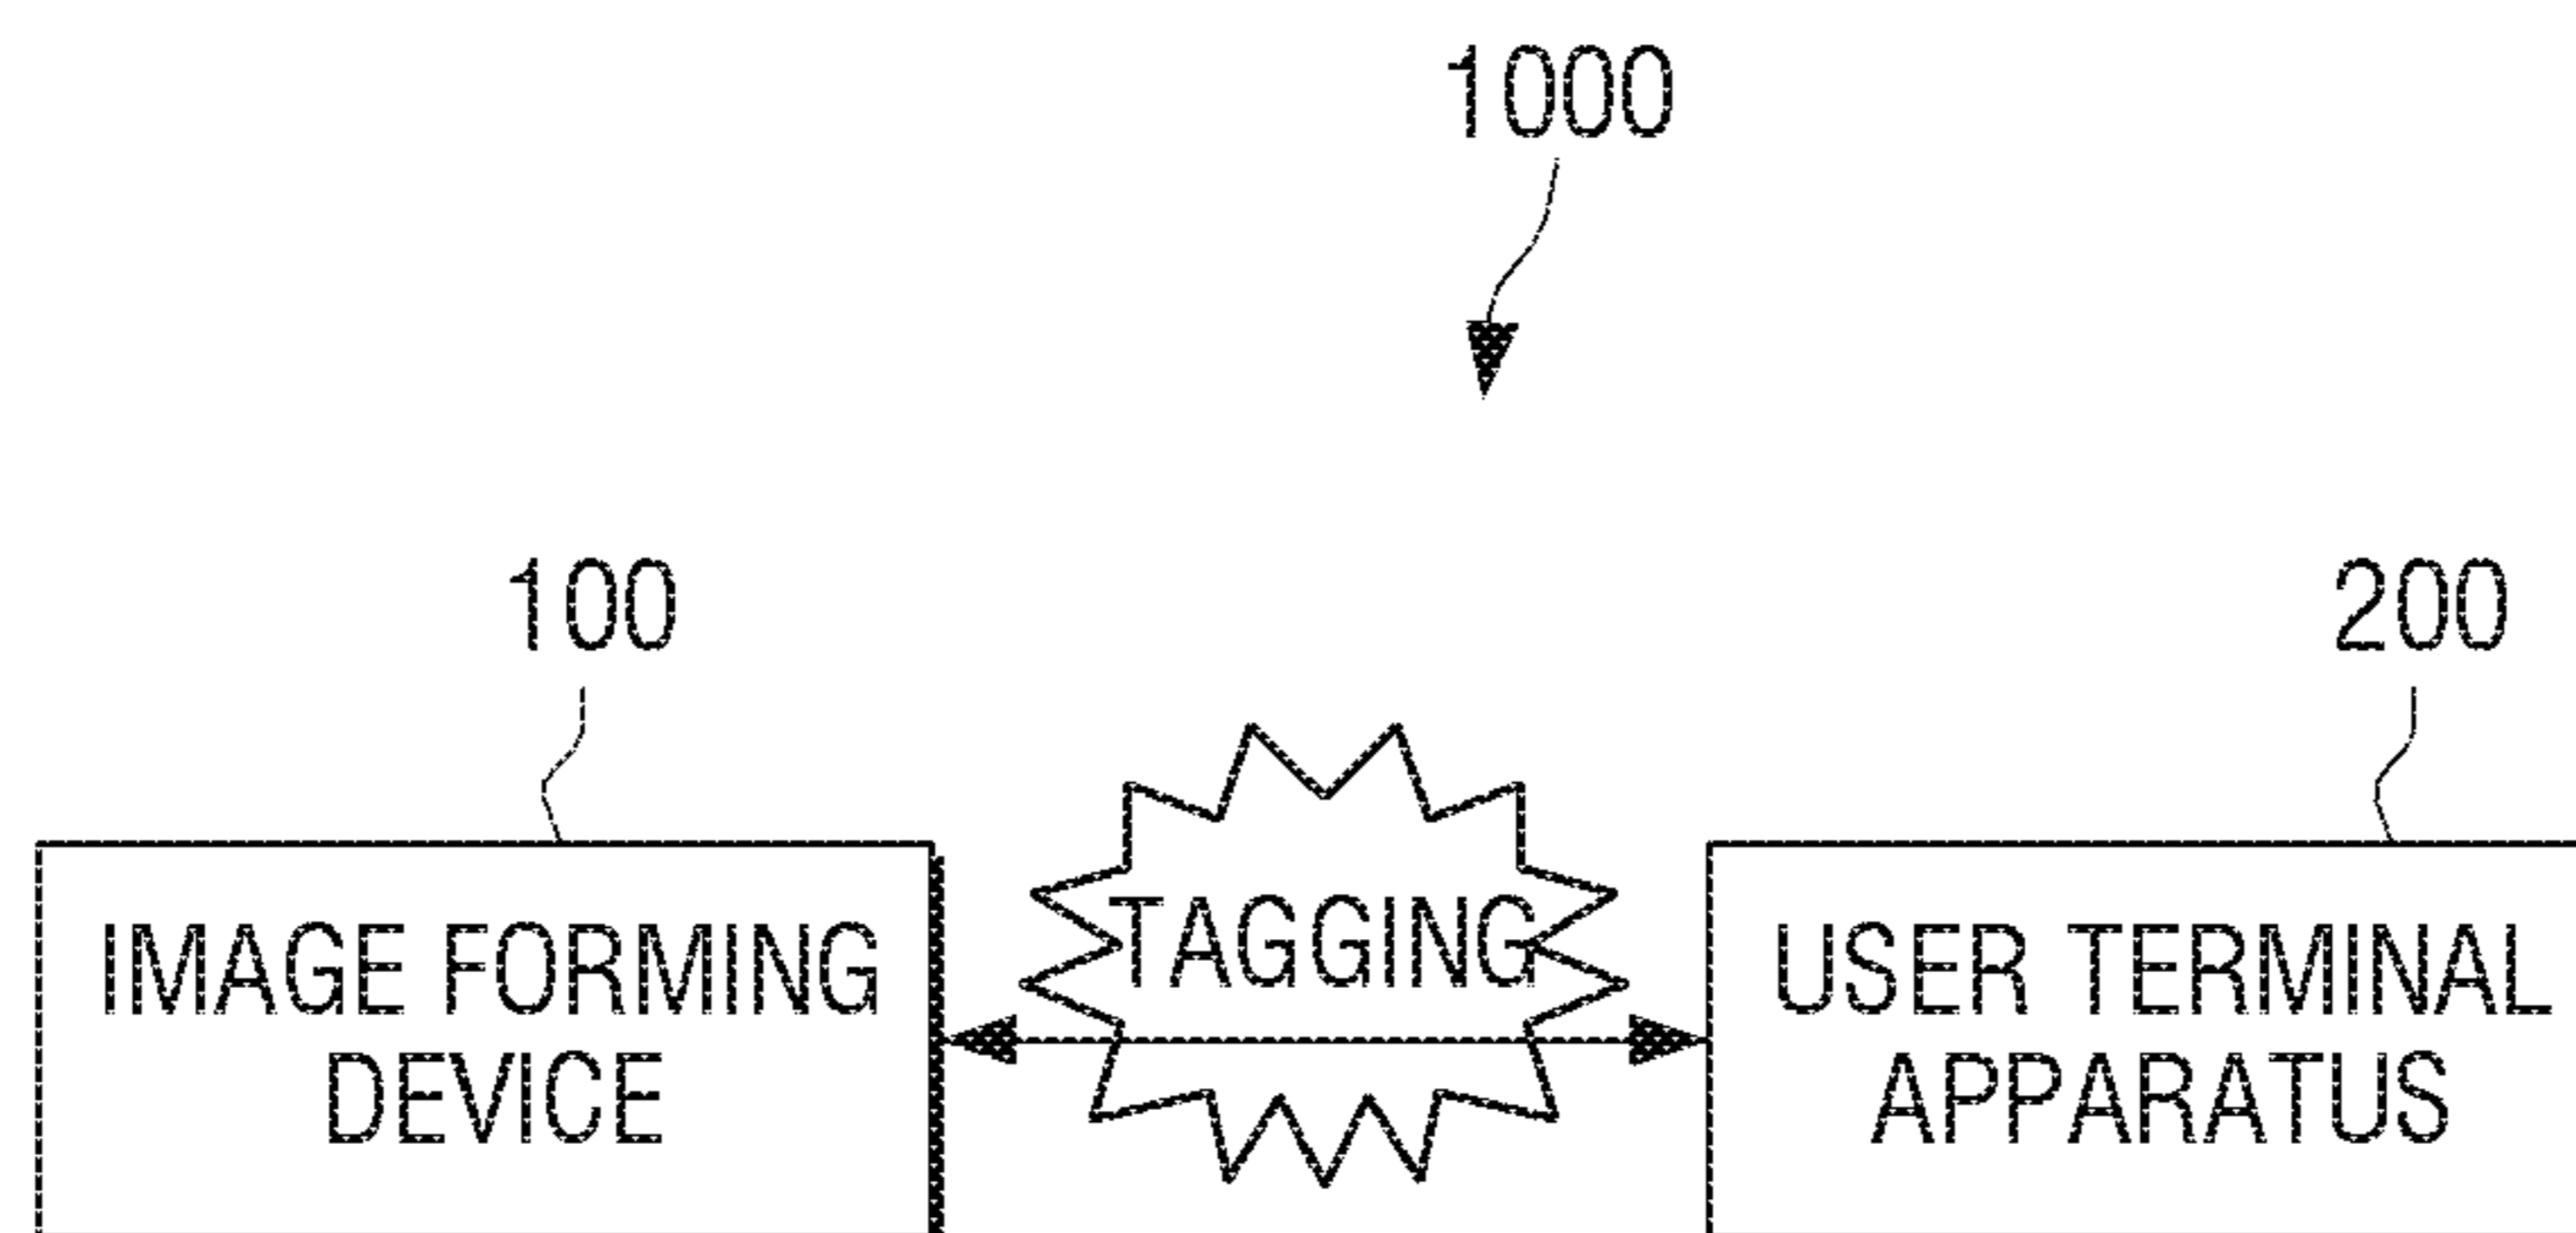 1000
100
200
IMAGE FORMING
DEVICE
TAGGING
USER TERMINAL
APPARATUS